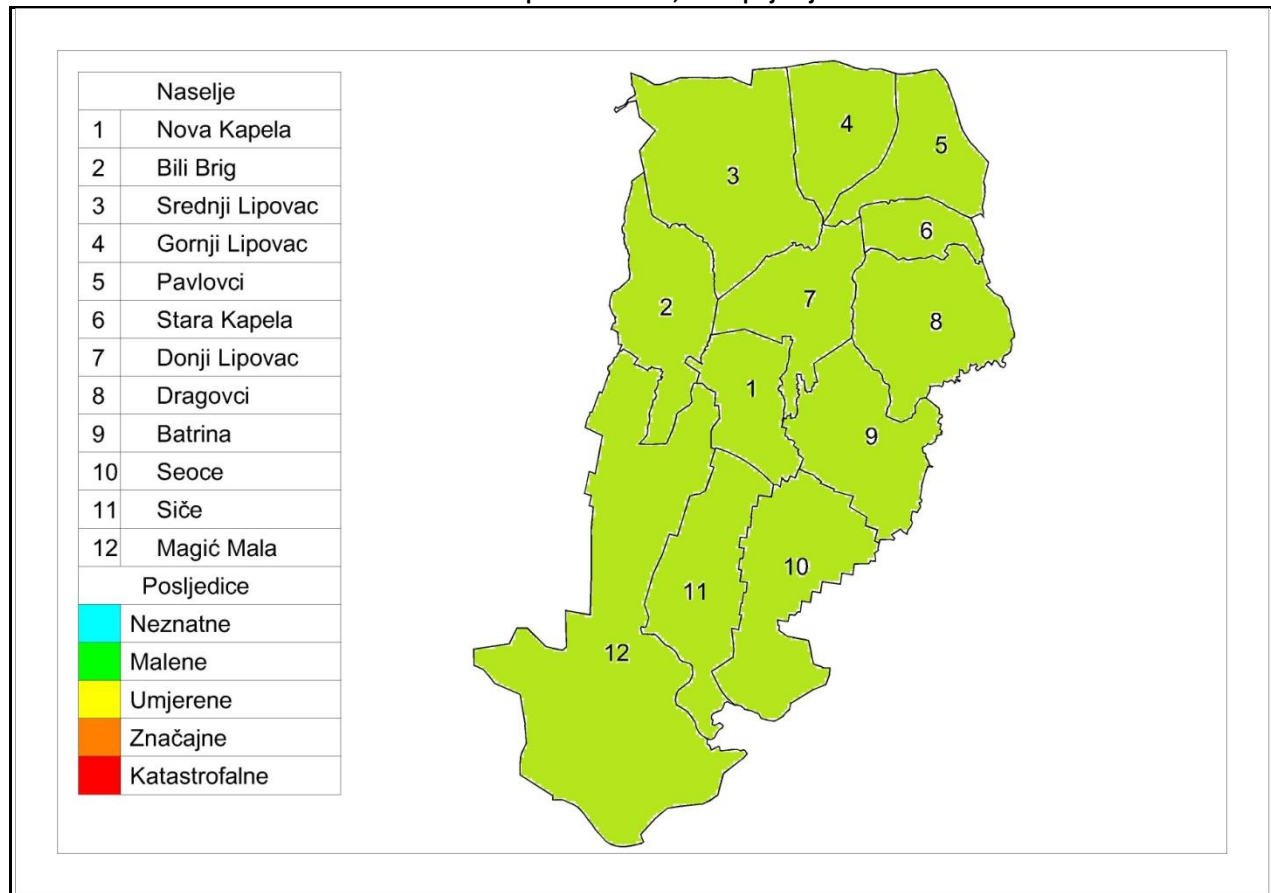 Naselje
1 Nova Kapela
2 Bili Brig
3 Srednji Lipovac
4 Gornji Lipovac
5 Pavlovci
6 Stara Kapela
7 Donji Lipovac
8 Dragovci
9 Batrina
10 Seoce
11 Siče
12 Magić Mala
Posljedice
Neznatne
Malene
Umjerene
Značajne
Katastrofalne
4
5
3
6
7
2
8
1
9
10
11
12